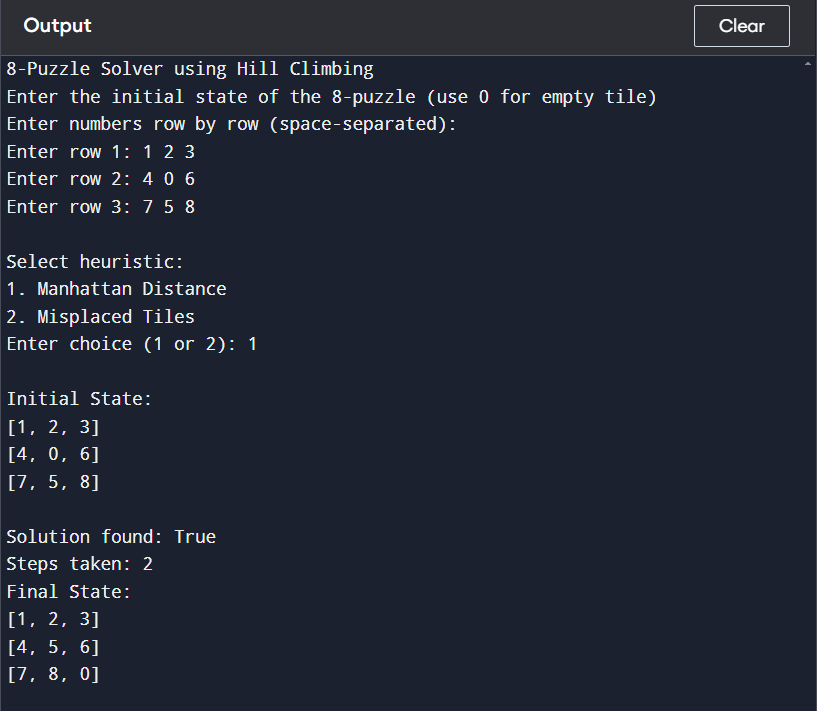 Output
Clear
8-Puzzle Solver using Hill Climbing
Enter the initial state of the 8-puzzle (use 0 for empty tile)
Enter numbers row by row (space-separated):
Enter row 1: 1 2 3
Enter row 2: 4 0 6
Enter row 3: 7 5 8
Select heuristic:
1. Manhattan Distance
2. Misplaced Tiles
Enter choice (1 or 2): 1
Initial State:
[1, 2, 3]
[4, 0, 6]
[7, 5, 8]
Solution found: True
Steps taken: 2
Final State:
[1, 2, 3]
[4, 5, 6]
[7, 8, 0]